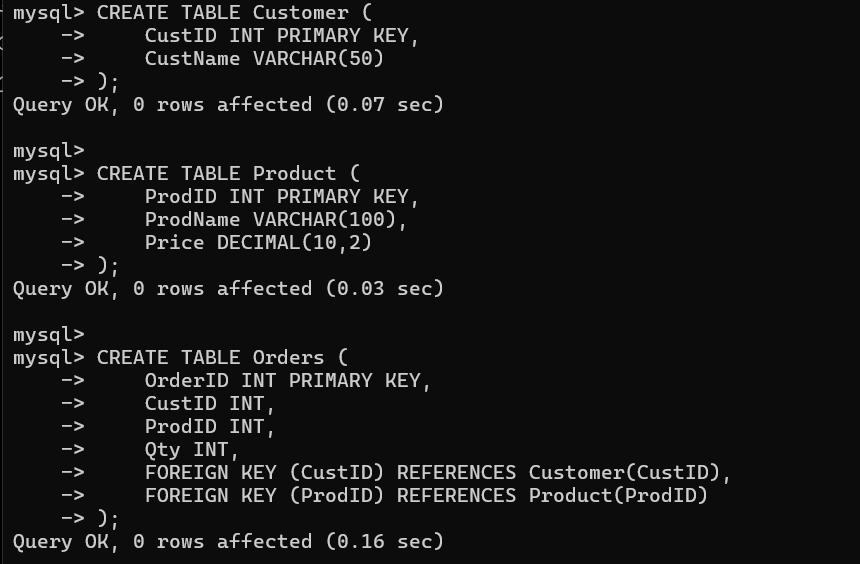 mysql> CREATE TABLE Customer (
    ->     CustID INT PRIMARY KEY,
    ->     CustName VARCHAR(50)
    -> );
Query OK, 0 rows affected (0.07 sec)

mysql>
mysql> CREATE TABLE Product (
    ->     ProdID INT PRIMARY KEY,
    ->     ProdName VARCHAR(100),
    ->     Price DECIMAL(10,2)
    -> );
Query OK, 0 rows affected (0.03 sec)

mysql>
mysql> CREATE TABLE Orders (
    ->     OrderID INT PRIMARY KEY,
    ->     CustID INT,
    ->     ProdID INT,
    ->     Qty INT,
    ->     FOREIGN KEY (CustID) REFERENCES Customer(CustID),
    ->     FOREIGN KEY (ProdID) REFERENCES Product(ProdID)
    -> );
Query OK, 0 rows affected (0.16 sec)